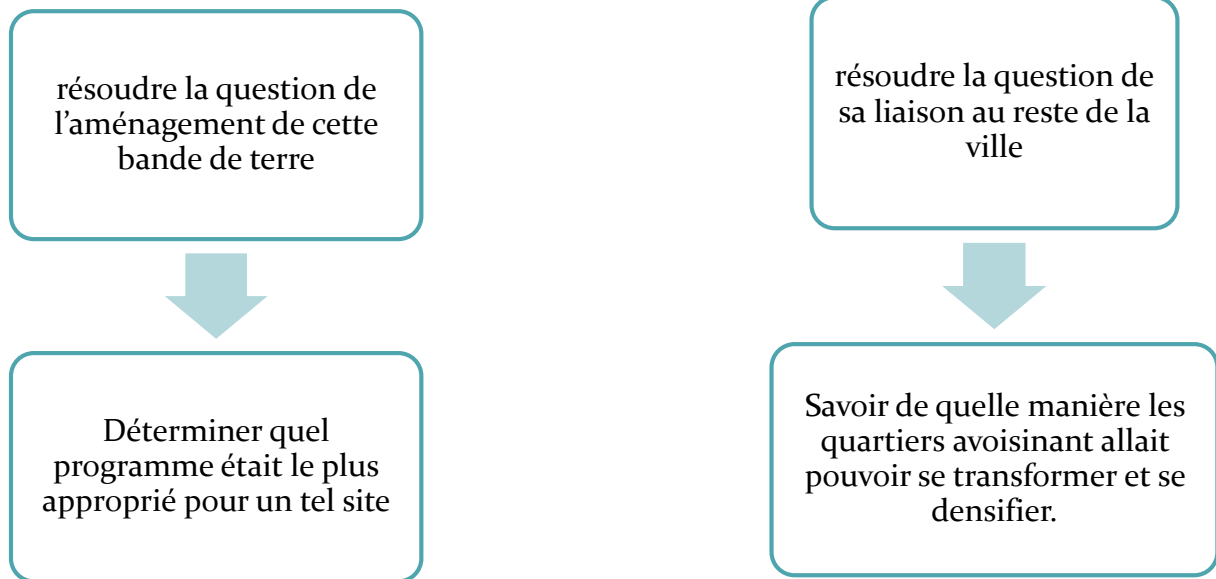 résoudre la question de
l'aménagement de cette
bande de terre
Déterminer quel
programme était le plus
approprié pour un tel site
résoudre la question de
sa liaison au reste de la
ville
Savoir de quelle manière les
quartiers avoisinant allait
pouvoir se transformer et se
densifier.